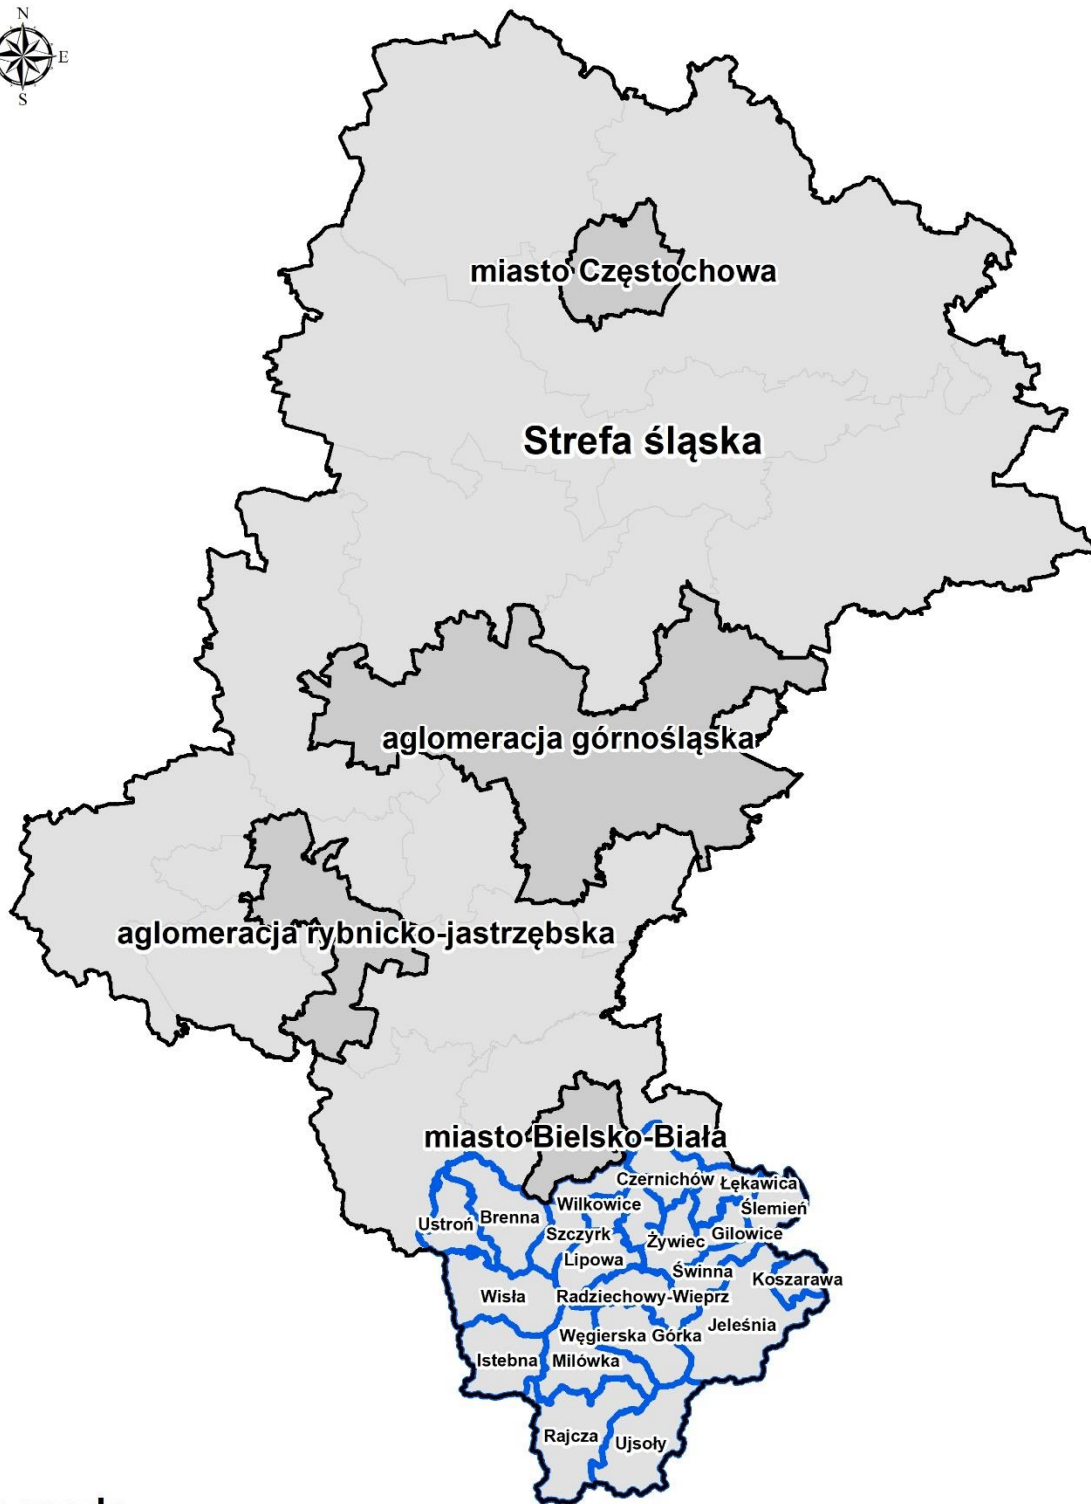 N
E
S
miasto Częstochowa
Strefa śląska
aglomeracja górnośląska
aglomeracja rybnicko-jastrzębska
miasto Bielsko-Biała
Czernichów
Łękawica
Wilkowice
Ślemień
Ustroń
Brenna
Szczyrk
Żywiec
Gilowice
Lipowa
Świnna
Koszarawa
Wisła
Radziechowy-Wieprz
Jeleśnia
Węgierska Górka
Istebna
Milówka
Rajcza
Ujsoły